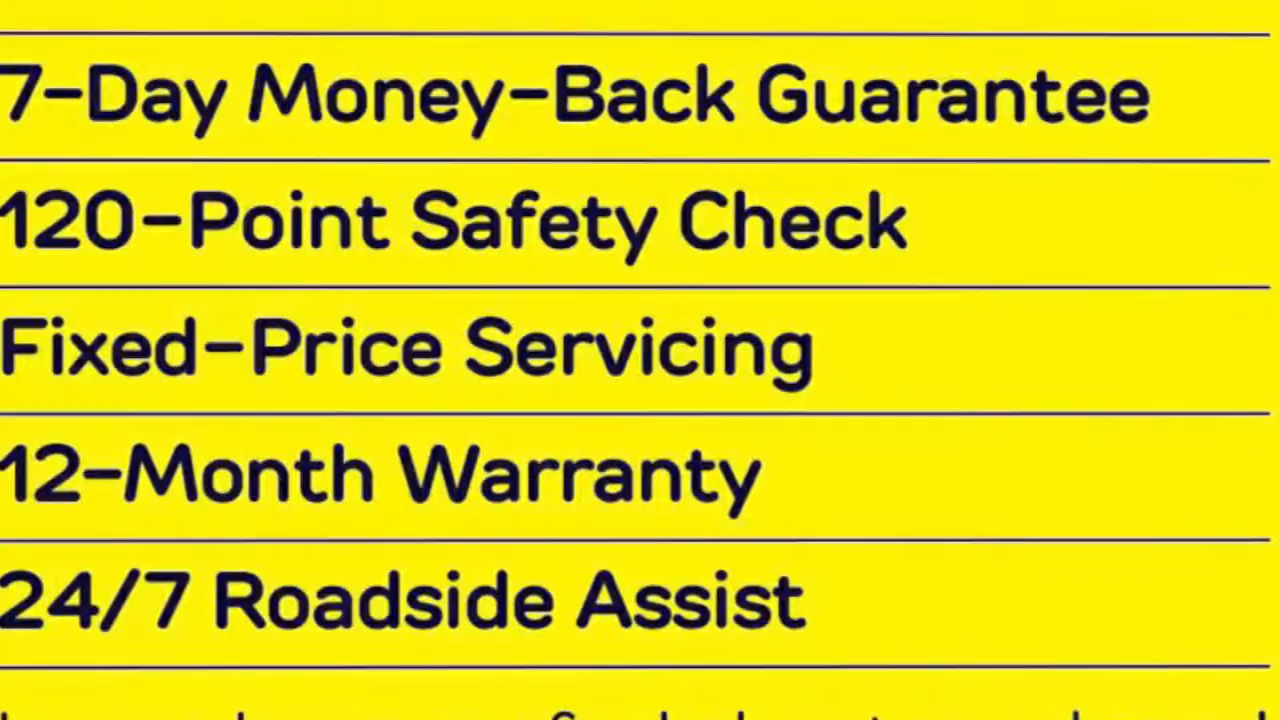 7-Day Money-Back Guarantee
120-Point Safety Check
Fixed-Price Servicing
12-Month Warranty
24/7 Roadside Assist